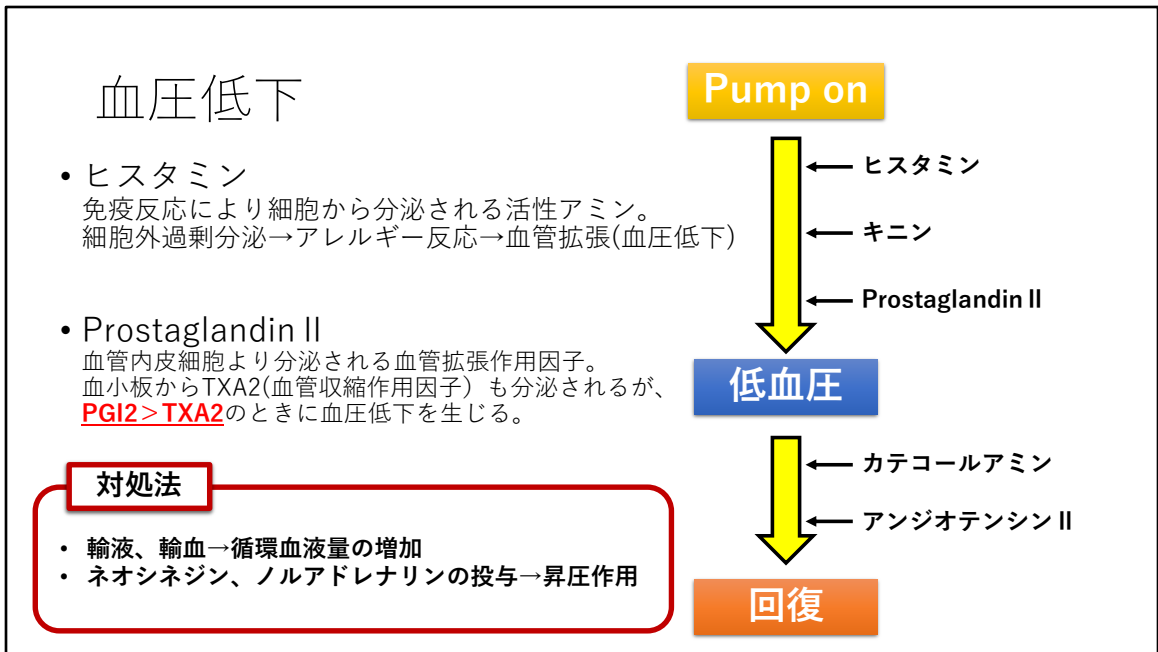 血圧低下
• ヒスタミン
免疫反応により細胞から分泌される活性アミン。
細胞外過剰分泌→アレルギー反応→血管拡張(血圧低下)
• Prostaglandin Ⅱ
血管内皮細胞より分泌される血管拡張作用因子。
血小板からTXA2(血管収縮作用因子）も分泌されるが、
PGI2＞TXA2のときに血圧低下を生じる。
対処法
• 輸液、輸血→循環血液量の増加
• ネオシネジン、ノルアドレナリンの投与→昇圧作用
Pump on
ヒスタミン
キニン
Prostaglandin Ⅱ
低血圧
カテコールアミン
アンジオテンシンⅡ
回復